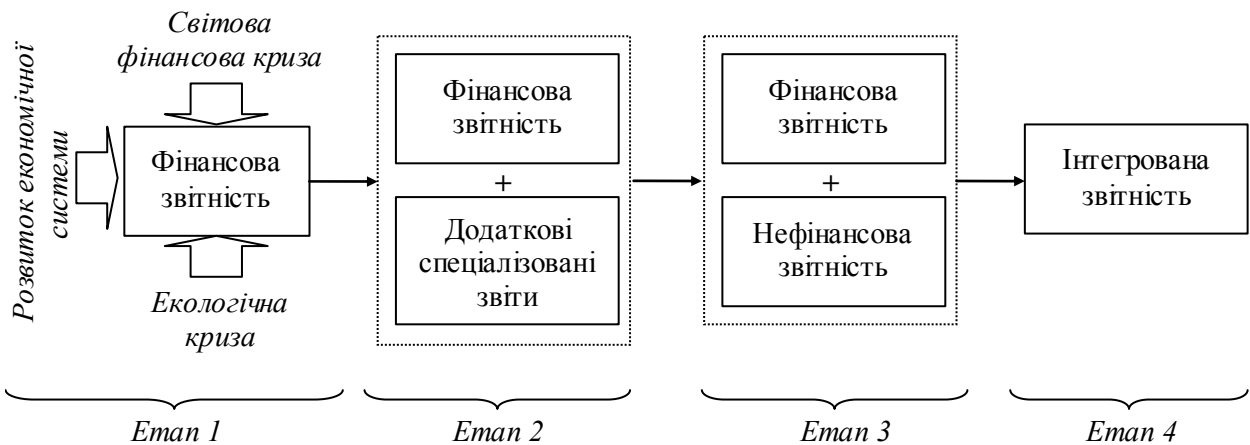 Розвиток економічної
системи
Світова
фінансова криза
Фінансова
звітність
Екологічна
криза
Фінансова
звітність
+
Додаткові
спеціалізовані
звіти
Фінансова
звітність
+
Нефінансова
звітність
Інтегрована
звітність
Етап 1
Етап 2
Етап 3
Етап 4